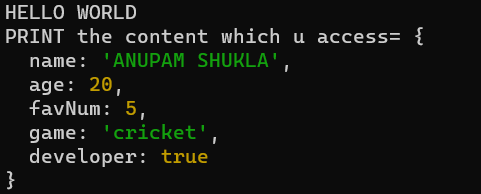 HELLO WORLD
PRINT the content which u access= {
  name: 'ANUPAM SHUKLA',
  age: 20,
  favNum: 5,
  game: 'cricket',
  developer: true
}